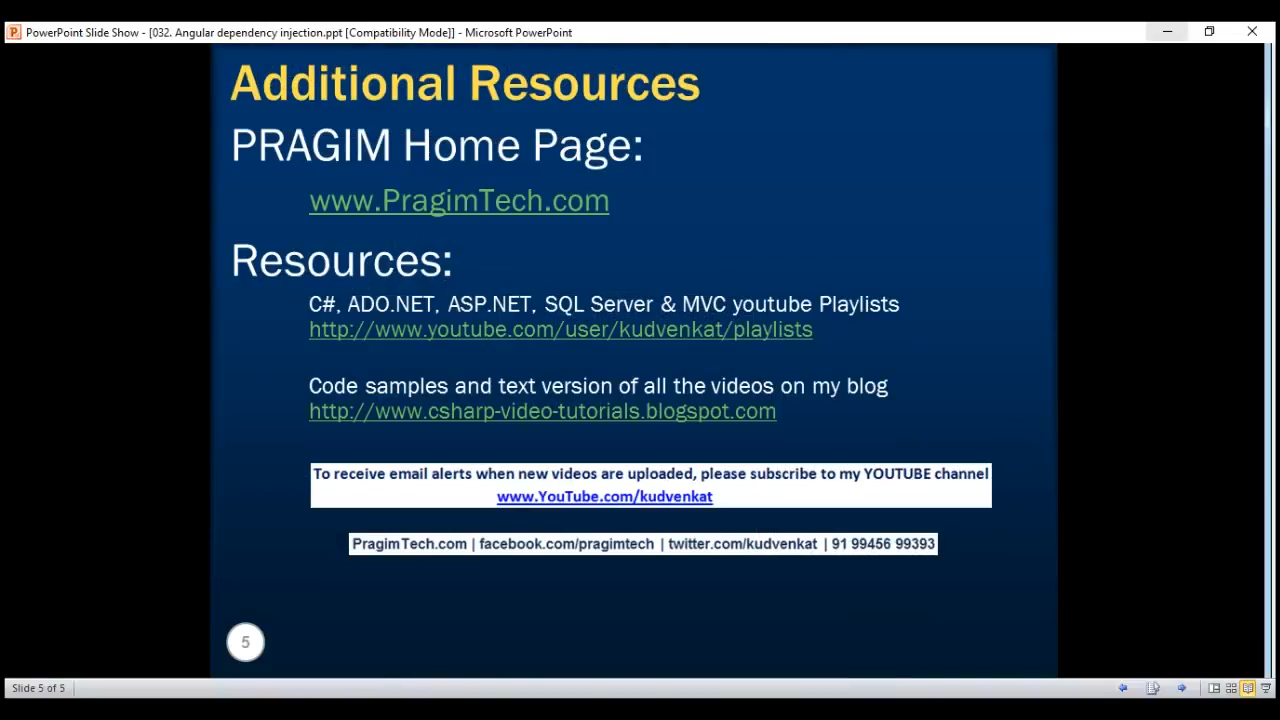 PowerPoint Slide Show - [032. Angular dependency injection.ppt [Compatibility Mode]] - Microsoft PowerPoint
Additional Resources
PRAGIM Home Page:
www.PragimTech.com
Resources:
C#, ADO.NET, ASP.NET, SQL Server & MVC youtube Playlists
http://www.youtube.com/user/kudvenkat/playlists
Code samples and text version of all the videos on my blog
http://www.csharp-video-tutorials.blogspot.com
To receive email alerts when new videos are uploaded, please subscribe to my YOUTUBE channel
www.YouTube.com/kudvenkat
PragimTech.com | facebook.com/pragimtech | twitter.com/kudvenkat | 91 99456 99393
5
Slide 5 of 5